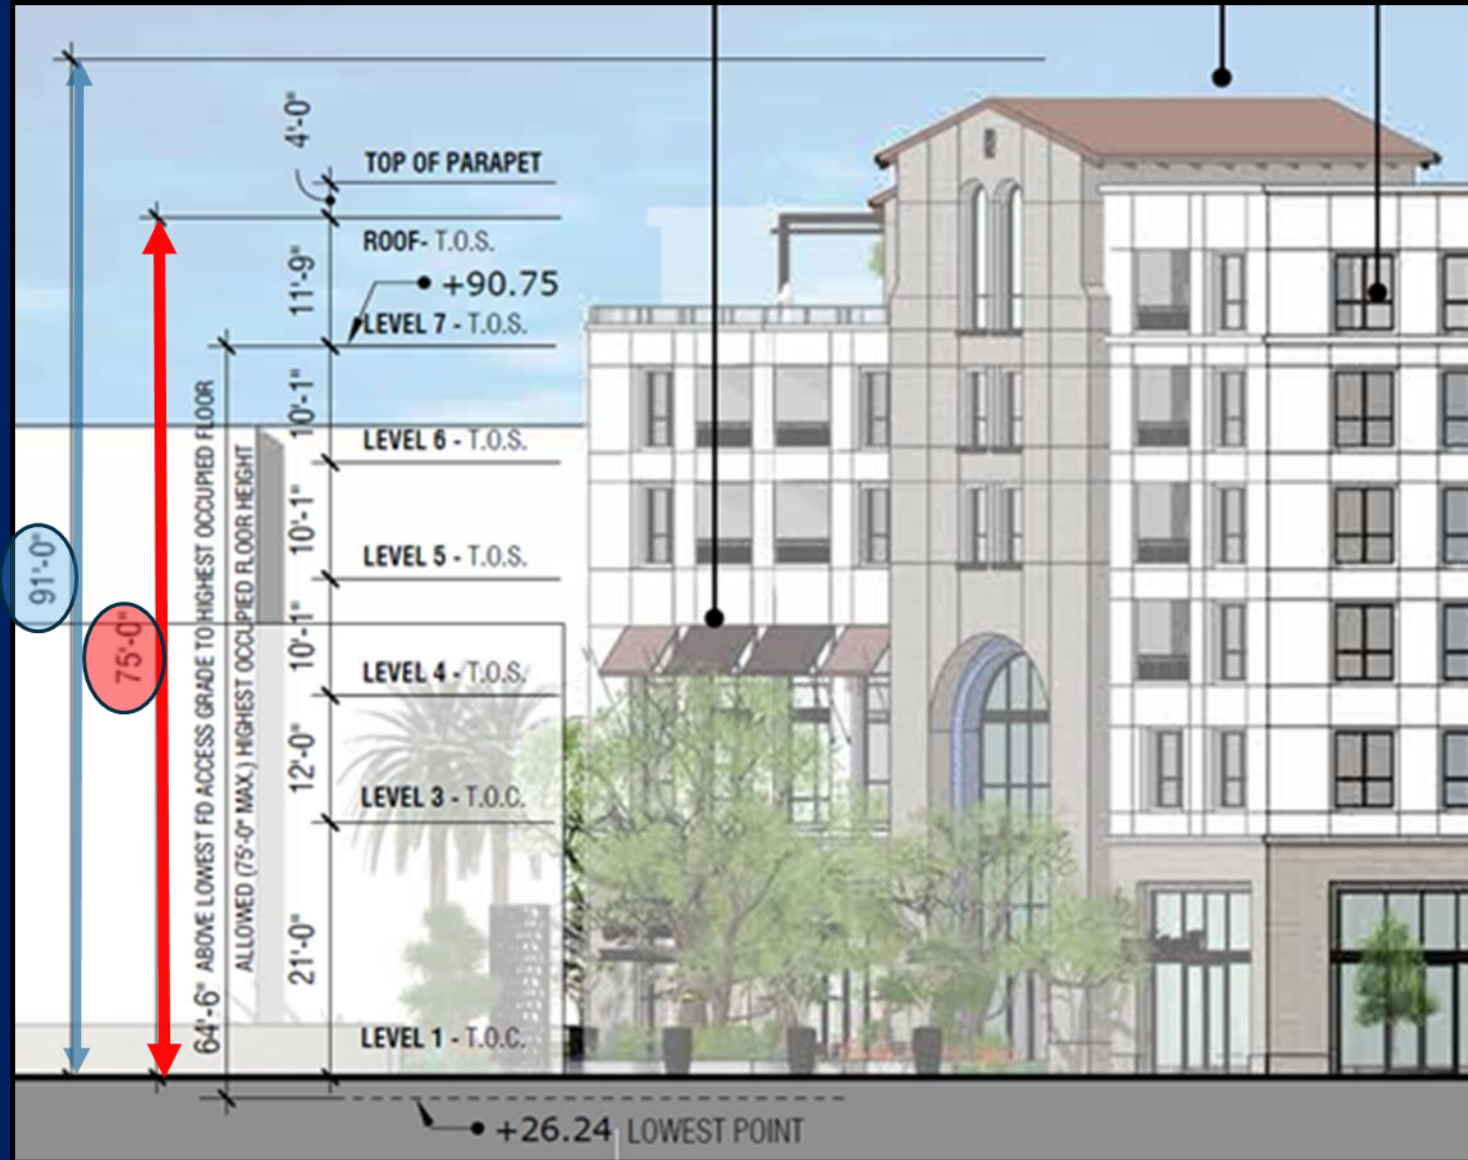 4'-0"
TOP OF PARAPET
ROOF- T.O.S.
+90.75
11'-9"
LEVEL 7 - T.O.S.
10'-1"
LEVEL 6 - T.O.S.
10'-1"
LEVEL 5 - T.O.S.
91'-0"
75'-0"
64'-6" ABOVE LOWEST FD ACCESS GRADE TO HIGHEST OCCUPIED FLOOR
ALLOWED (75'-0" MAX.) HIGHEST OCCUPIED FLOOR HEIGHT
10'-1"
LEVEL 4 - T.O.S.
12'-0"
LEVEL 3 - T.O.C.
21'-0"
LEVEL 1 - T.O.C.
+26.24 LOWEST POINT